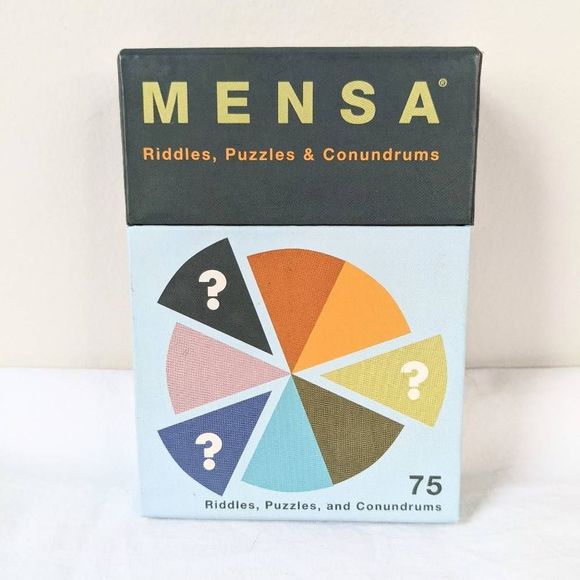 MENSA®
Riddles, Puzzles & Conundrums
?
?
?
75
Riddles, Puzzles, and Conundrums